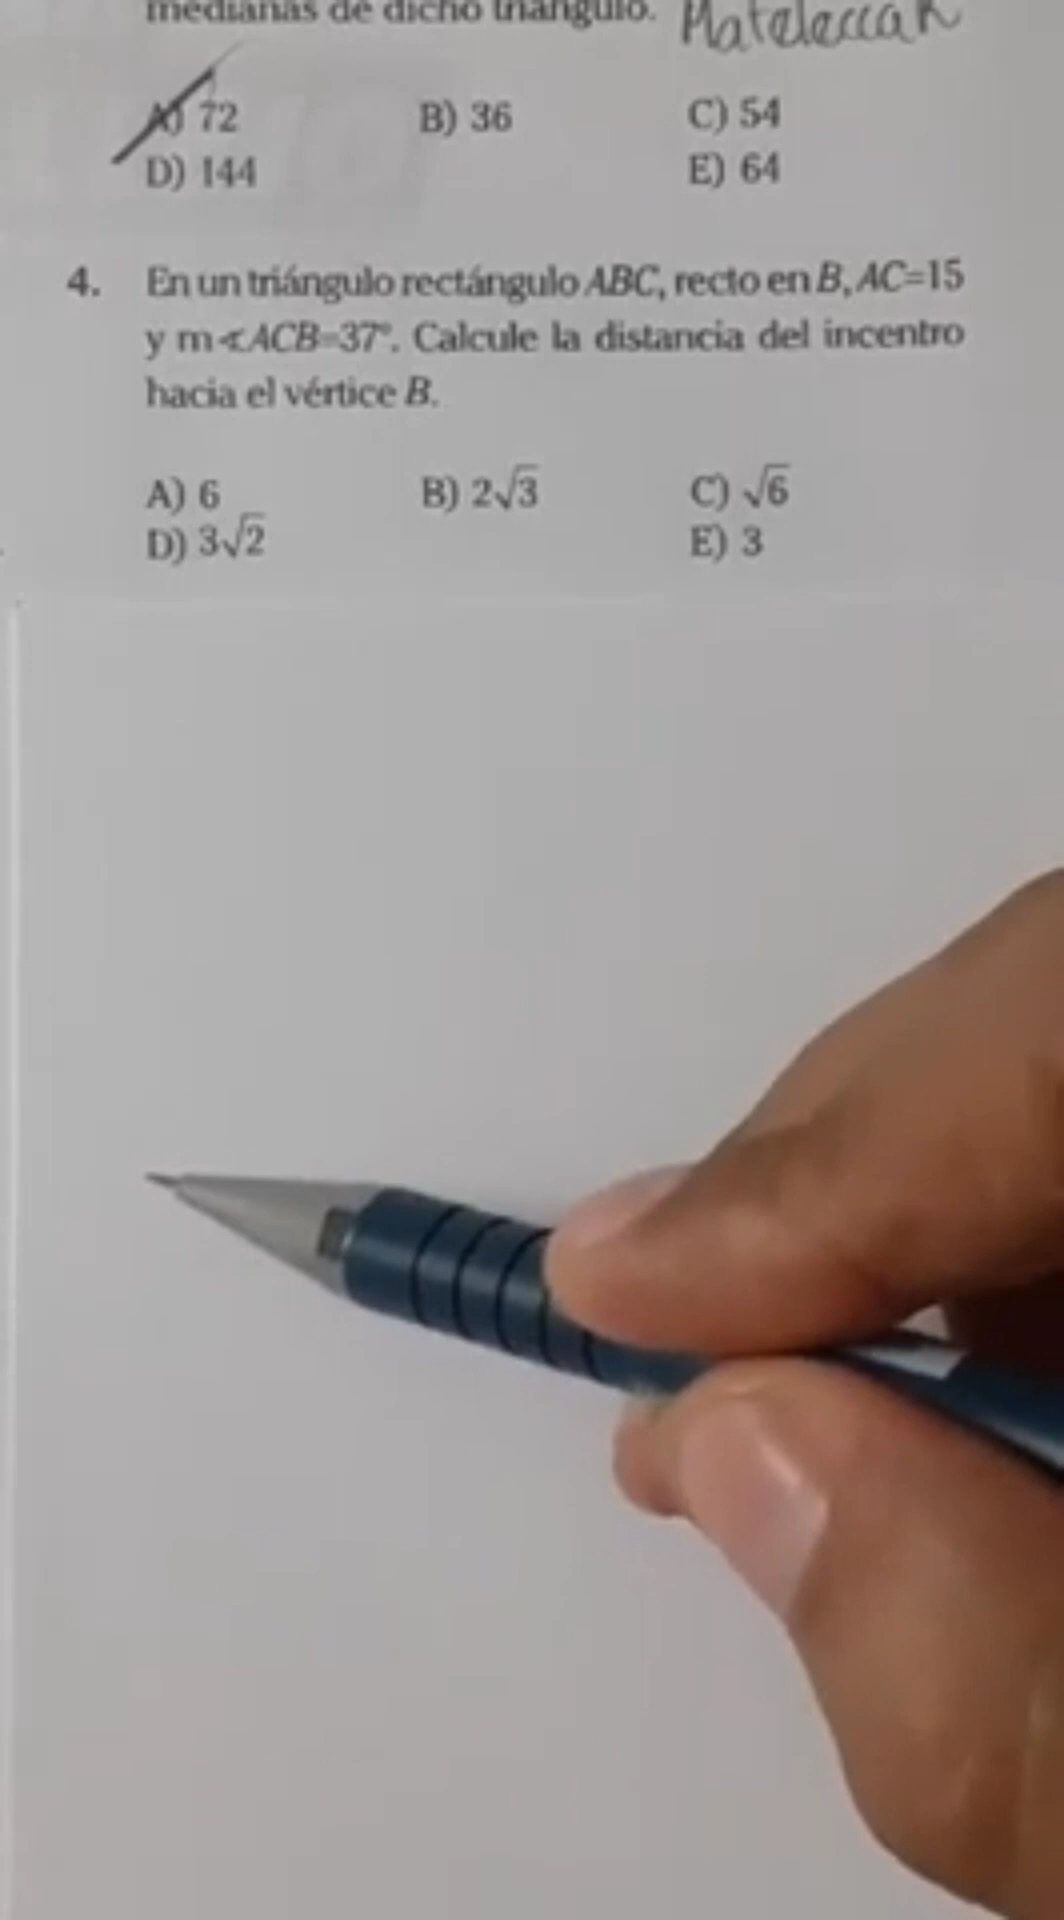 medianas de dicho triángulo. Mateleccar
A) 72 B) 36 C) 54
D) 144 E) 64
4. En un triángulo rectángulo ABC, recto en B, AC=15
y m∢ACB=37°. Calcule la distancia del incentro
hacia el vértice B.
A) 6 B) 2√3 C) √6
D) 3√2 E) 3